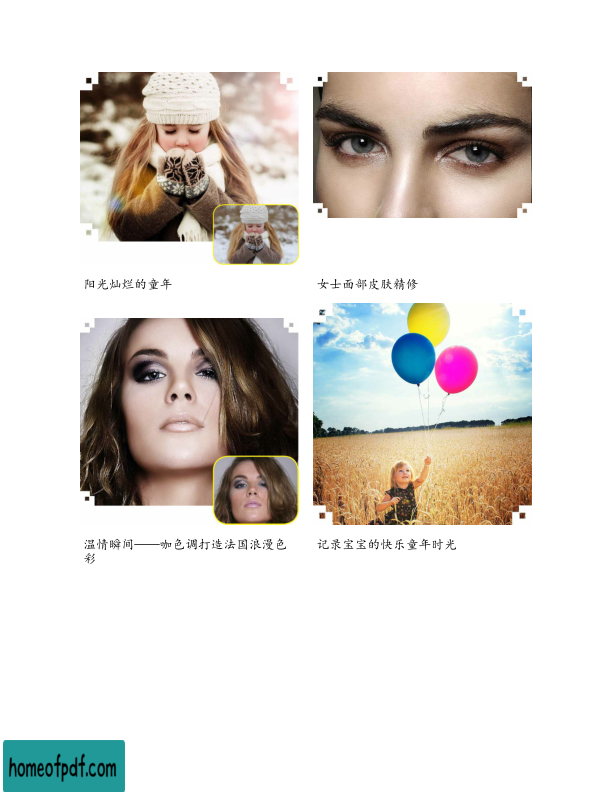 阳光灿烂的童年
女士面部皮肤精修
温情瞬间——咖色调打造法国浪漫色
彩
记录宝宝的快乐童年时光
homeofpdf.com